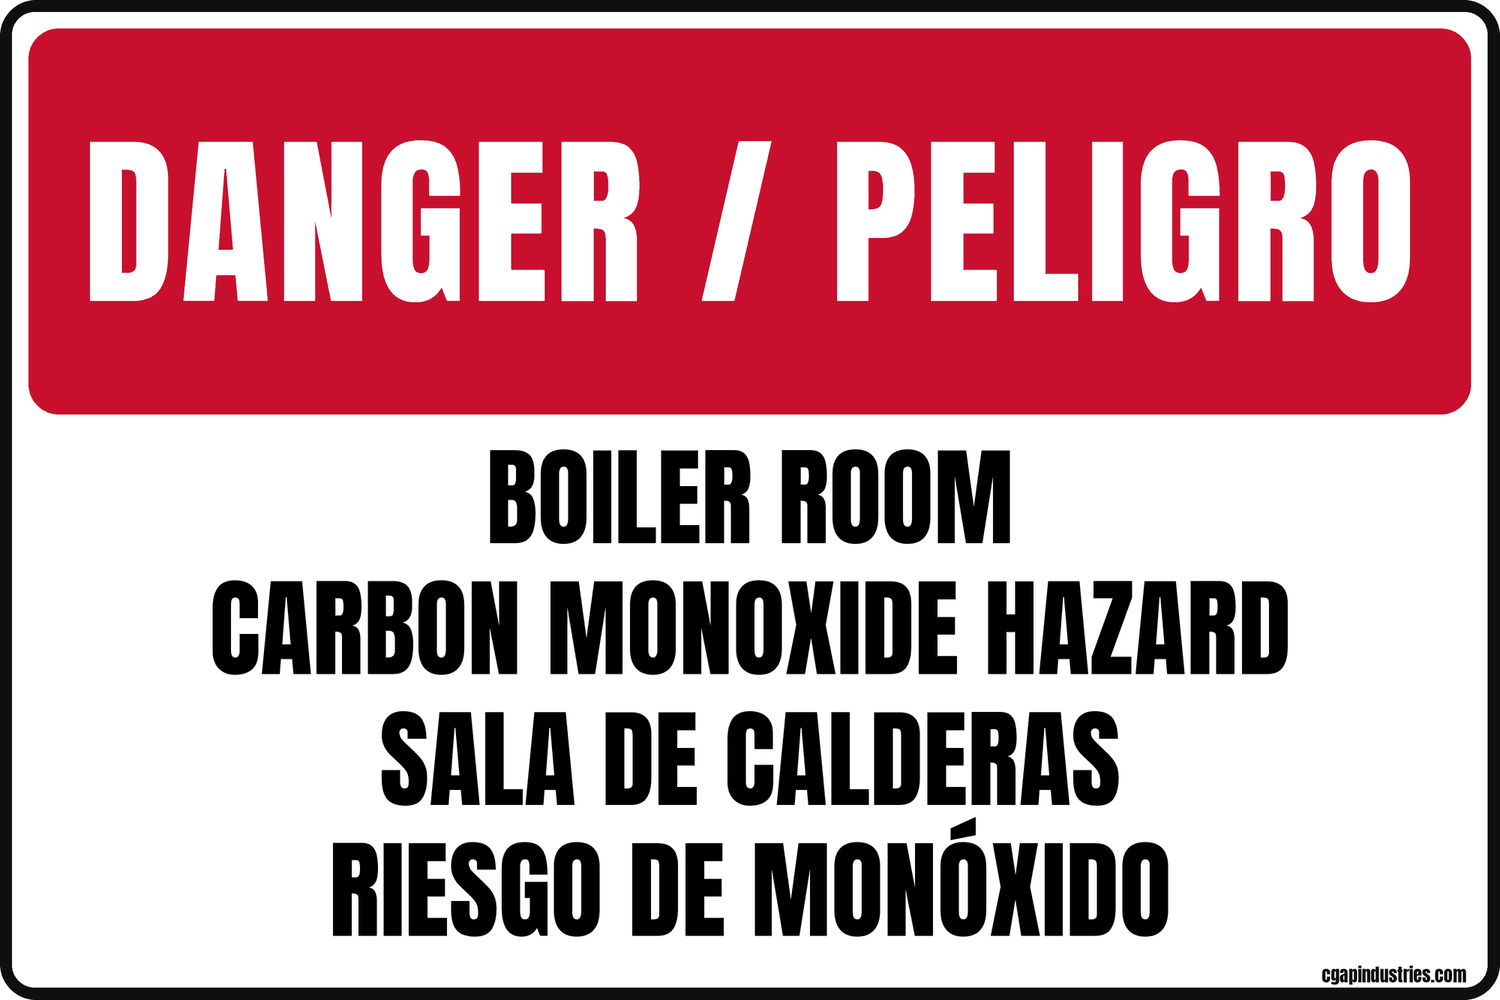 DANGER / PELIGRO
BOILER ROOM
CARBON MONOXIDE HAZARD
SALA DE CALDERAS
RIESGO DE MONÓXIDO
cgapindustries.com